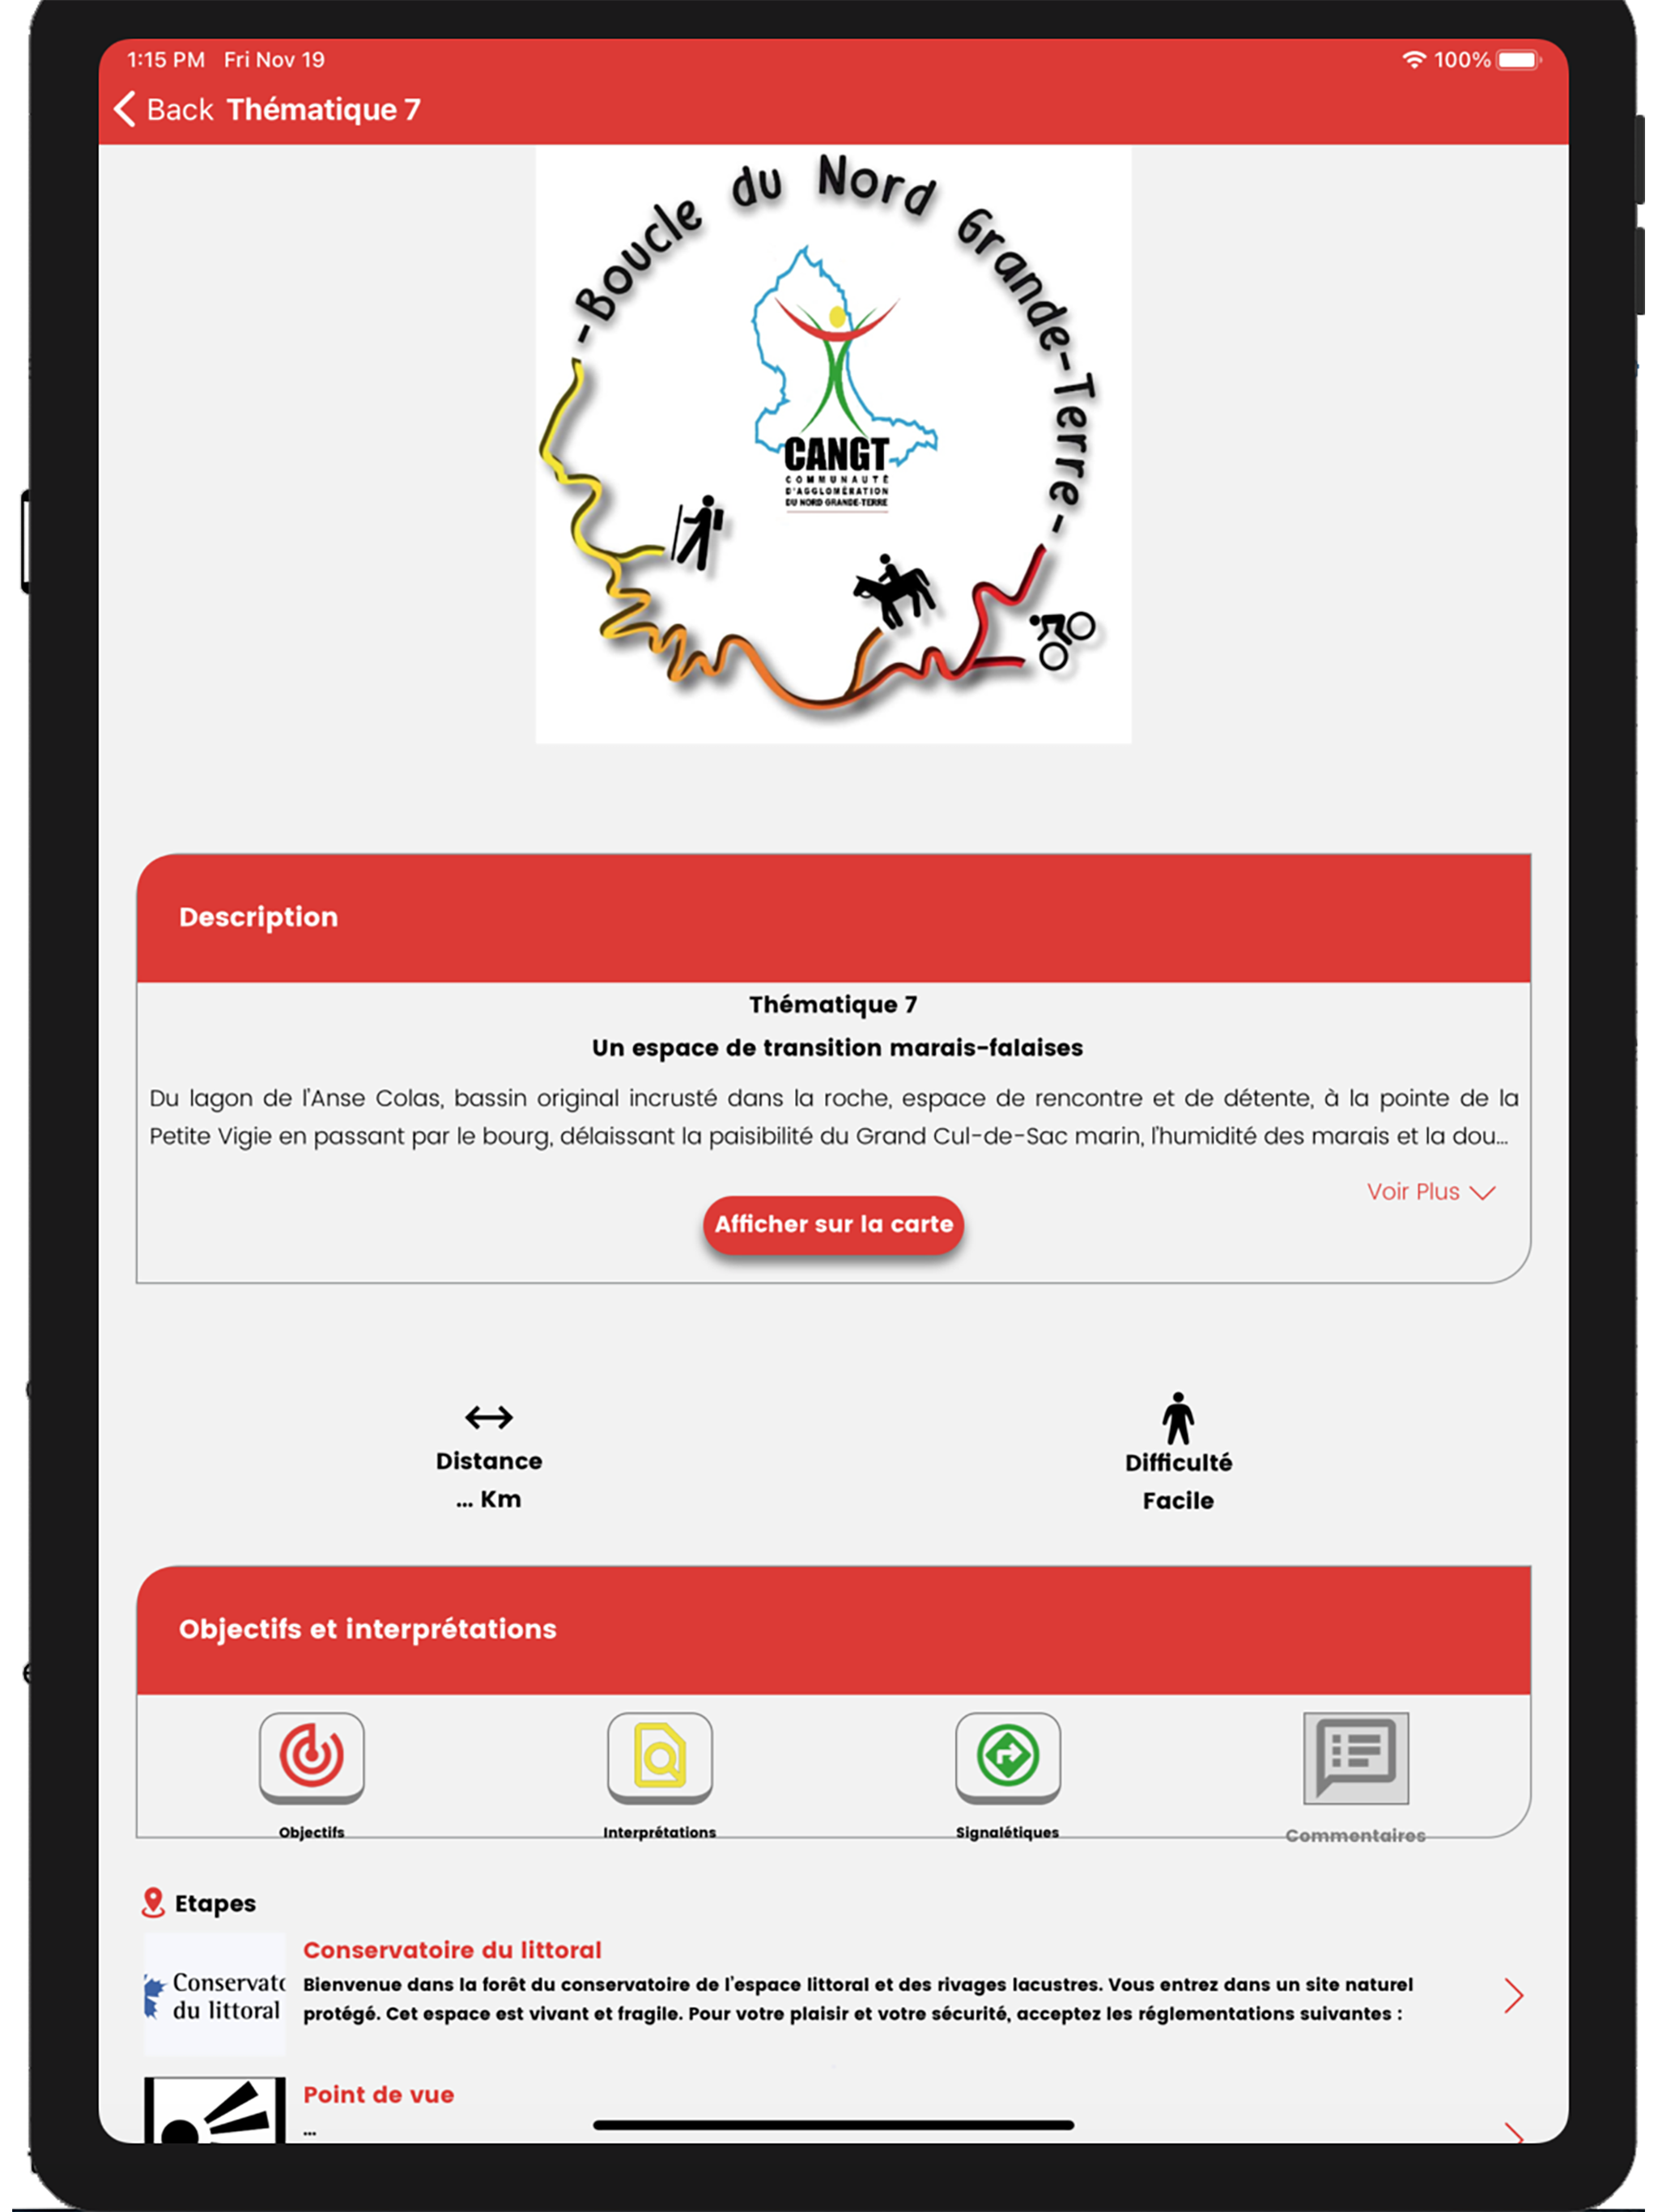 1:15 PM Fri Nov 19
100%
Back Thématique 7
-Boucle du Nord Grande-Terre-
CANGT
COMMUNAUTÉ
D'AGGLOMÉRATION
DU NORD GRANDE-TERRE
Description
Thématique 7
Un espace de transition marais-falaises
Du lagon de l'Anse Colas, bassin original incrusté dans la roche, espace de rencontre et de détente, à la pointe de la
Petite Vigie en passant par le bourg, délaissant la paisibilité du Grand Cul-de-Sac marin, l'humidité des marais et la dou...
Voir Plus
Afficher sur la carte
Distance
... Km
Difficulté
Facile
Objectifs et interprétations
Objectifs
Interprétations
Signalétiques
Commentaires
Etapes
Conservatoire du littoral
Conservato
du littoral
Bienvenue dans la forêt du conservatoire de l'espace littoral et des rivages lacustres. Vous entrez dans un site naturel
protégé. Cet espace est vivant et fragile. Pour votre plaisir et votre sécurité, acceptez les réglementations suivantes :
Point de vue
...